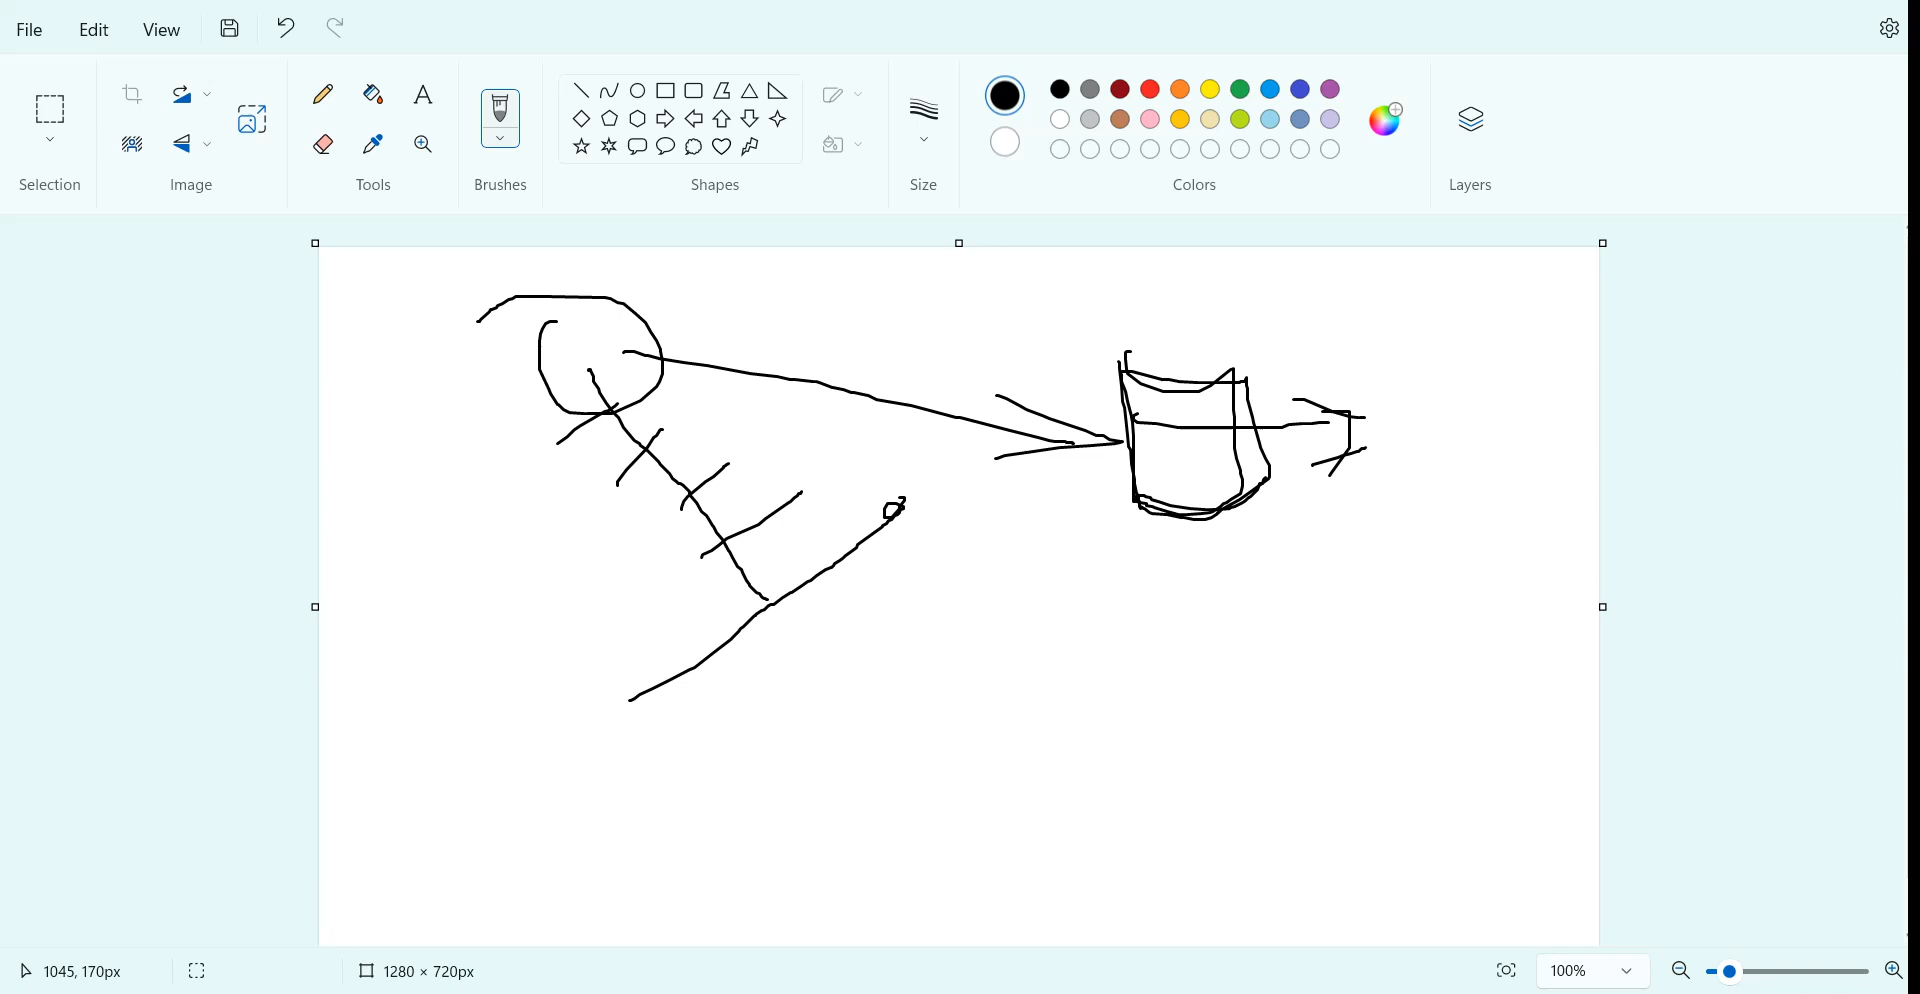 File Edit View
Selection Image Tools Brushes Shapes Size Colors Layers
1045, 170px 1280 × 720px 100%